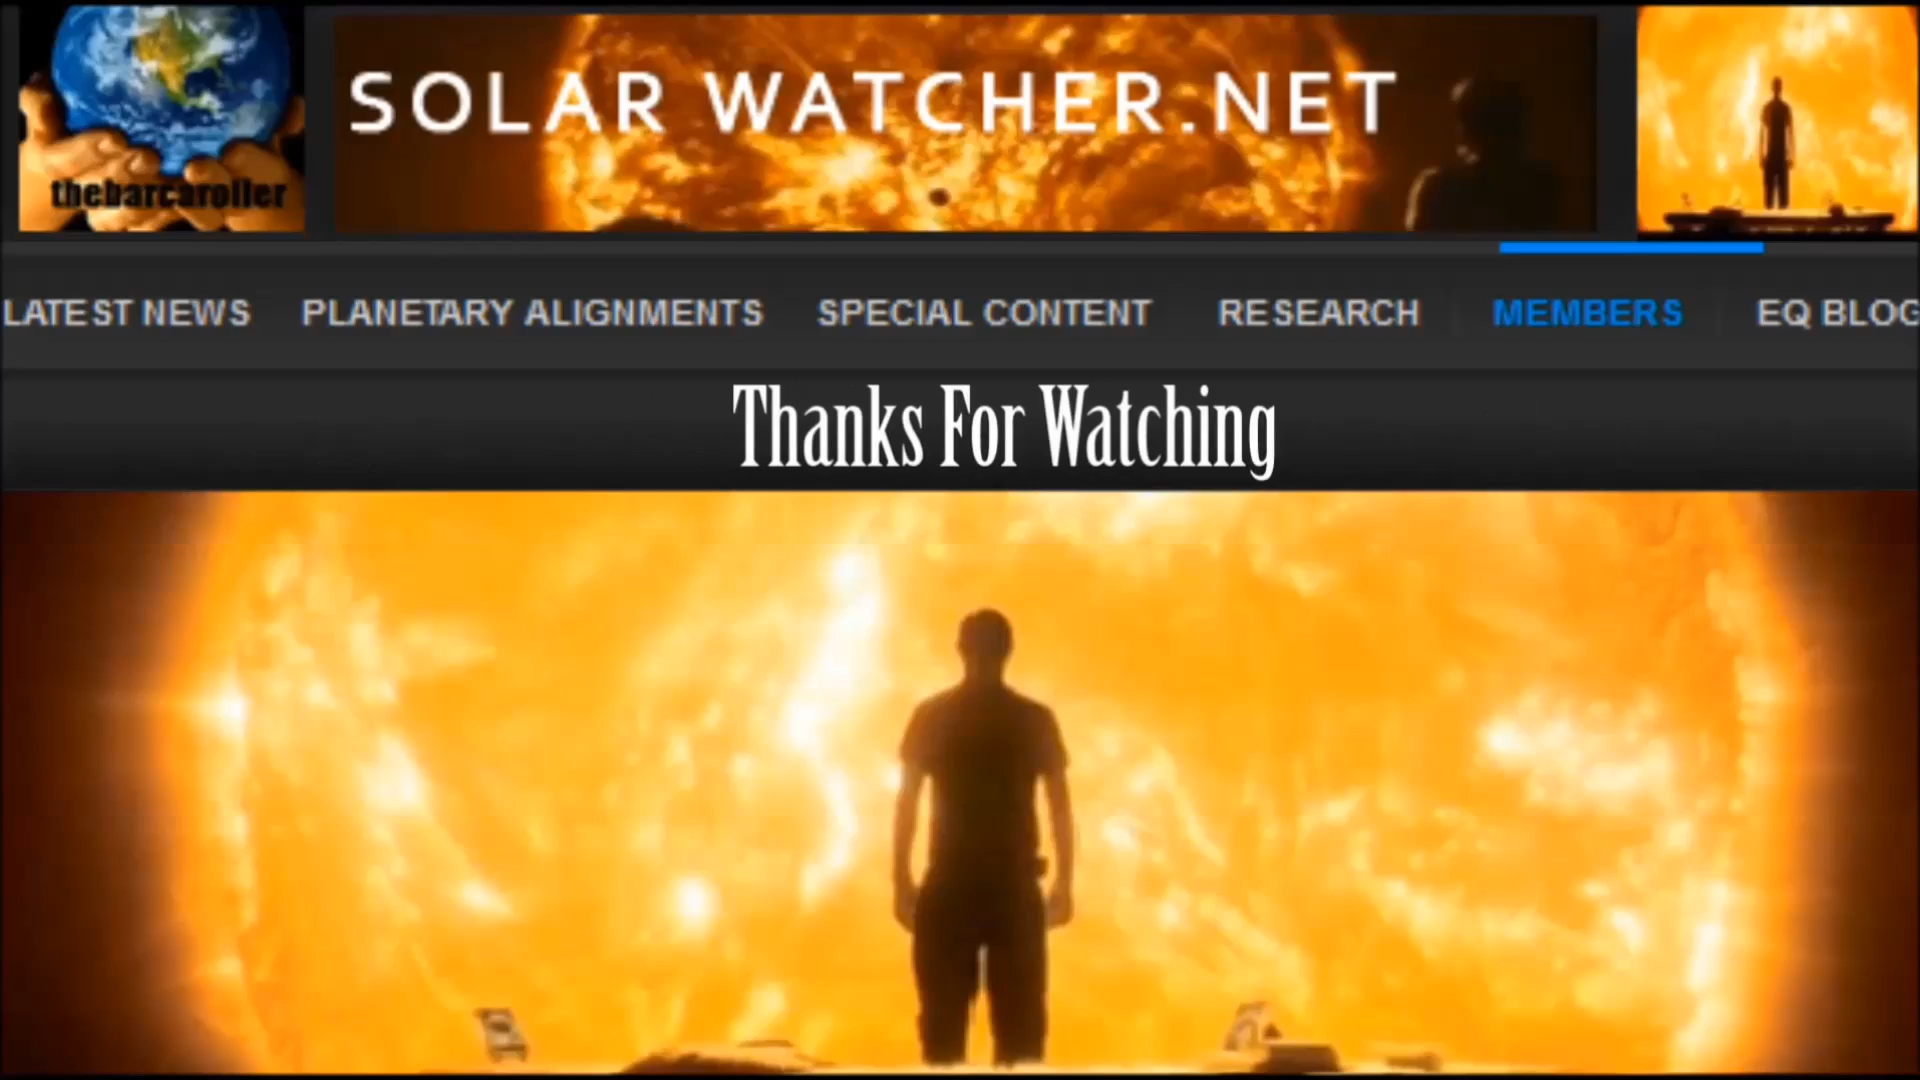 SOLAR WATCHER.NET
thebarcaroller
LATEST NEWS PLANETARY ALIGNMENTS SPECIAL CONTENT RESEARCH MEMBERS EQ BLOG
Thanks For Watching